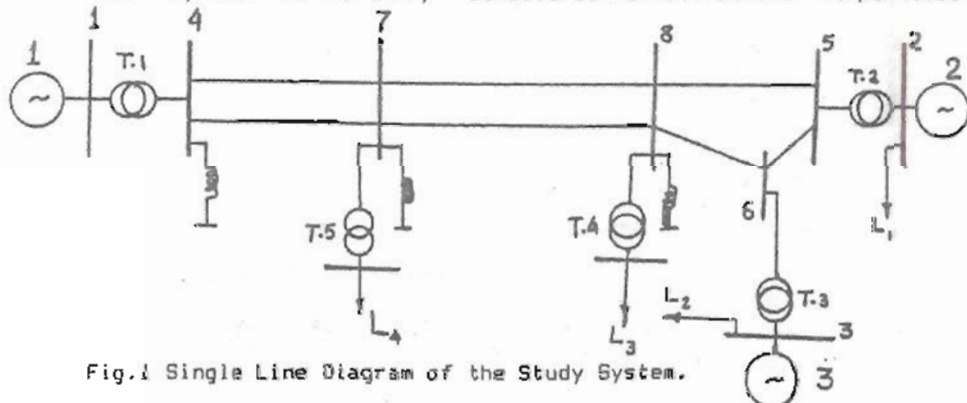 1 4 7 8 5 2
1 T.1 T.2 2
~ ~
6
T.5 T.4 L1
T.3
L2 3
L4 L3
~ 3
Fig.1 Single Line Diagram of the Study System.